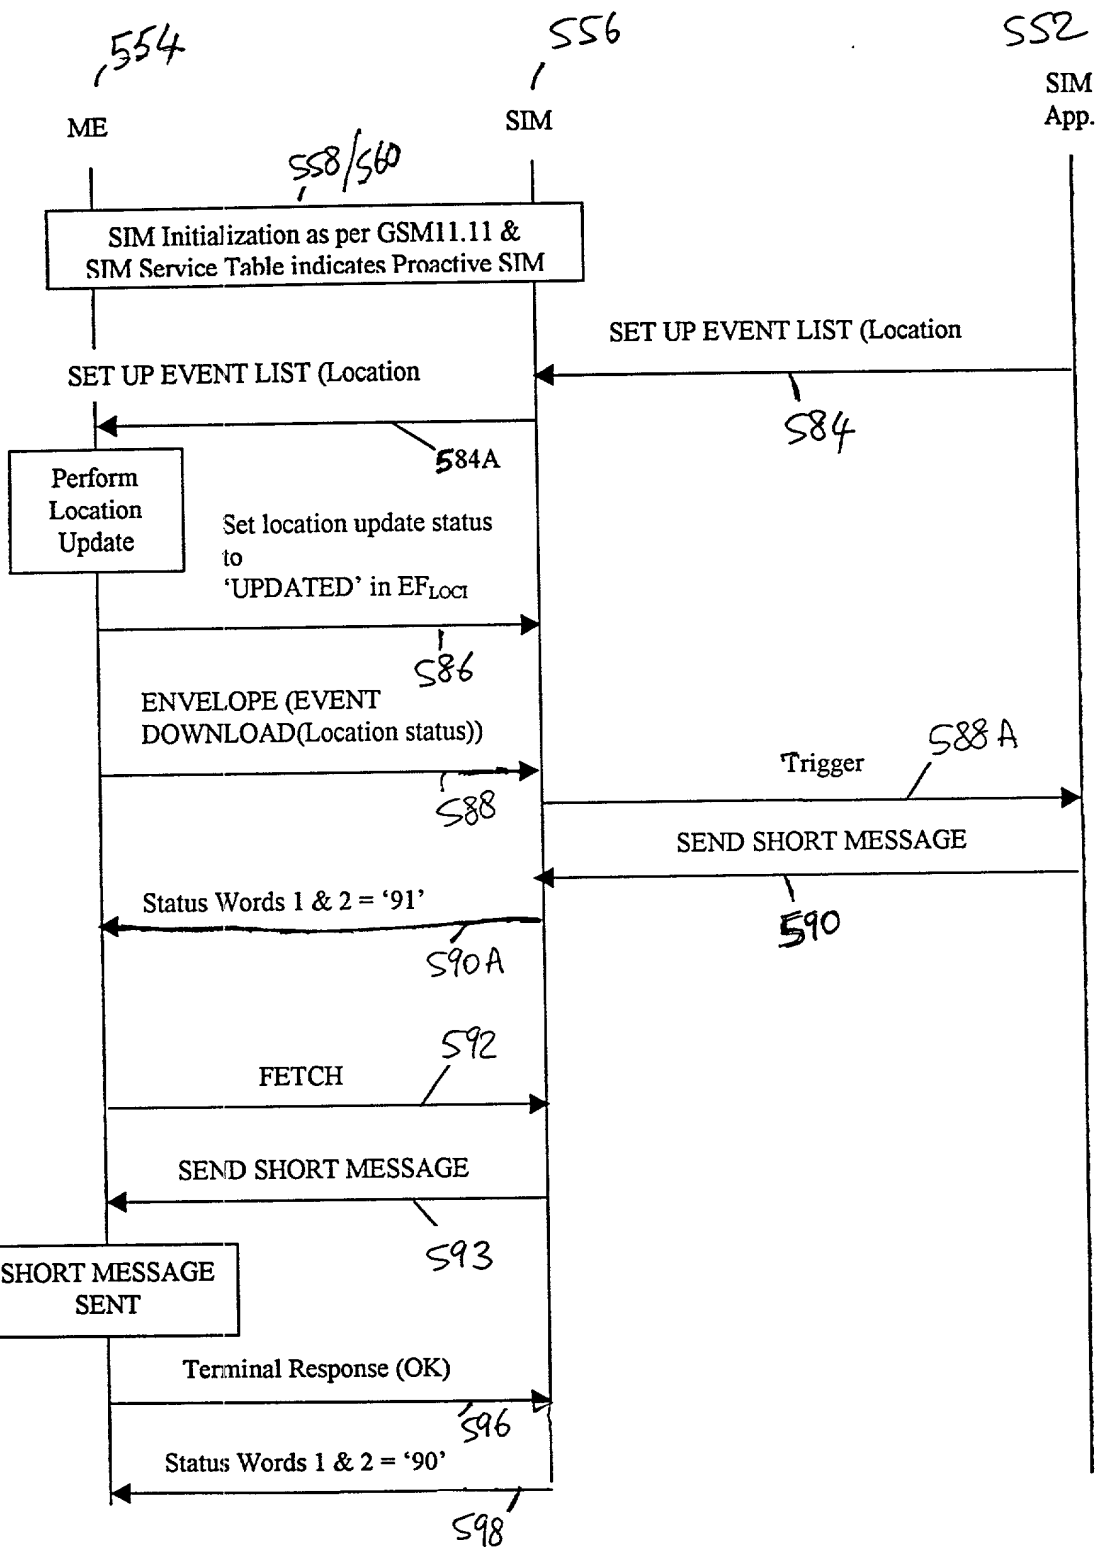 554
556
552
ME
SIM
SIM
App.
558/560
SIM Initialization as per GSM11.11 &
SIM Service Table indicates Proactive SIM
SET UP EVENT LIST (Location
SET UP EVENT LIST (Location
584
584A
Perform
Location
Update
Set location update status
to
‘UPDATED’ in EFLOCI
586
ENVELOPE (EVENT
DOWNLOAD(Location status))
588
Trigger
588A
SEND SHORT MESSAGE
590
Status Words 1 & 2 = ‘91’
590A
592
FETCH
SEND SHORT MESSAGE
593
SHORT MESSAGE
SENT
Terminal Response (OK)
596
Status Words 1 & 2 = ‘90’
598